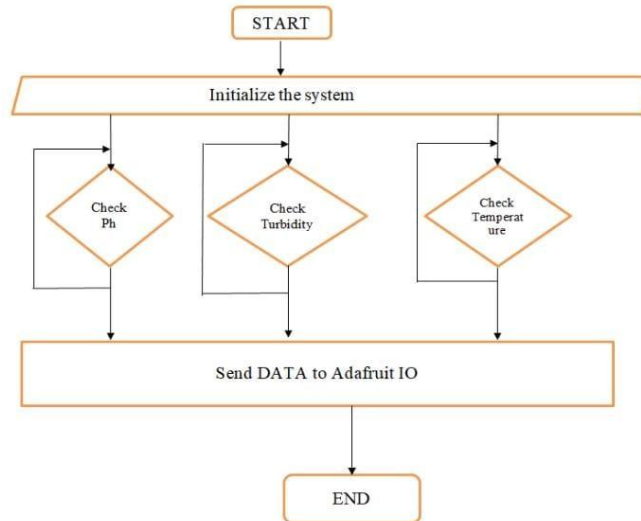 START
Initialize the system
Check
Ph
Check
Turbidity
Check
Temperat
ure
Send DATA to Adafruit IO
END